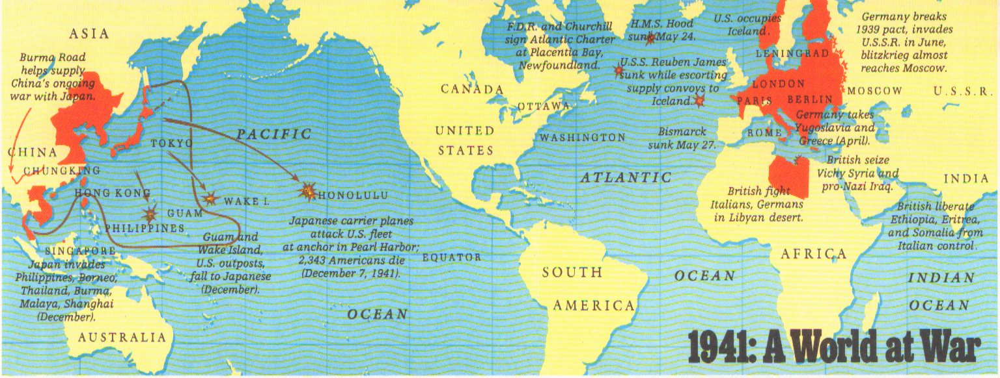 ASIA
Burma Road
helps supply
China's ongoing
war with Japan.
CHINA
CHUNGKING
HONG KONG
TOKYO
PACIFIC
WAKE I.
GUAM
PHILIPPINES
HONOLULU
SINGAPORE
Japan invades
Philippines, Borneo,
Thailand, Burma,
Malaya, Shanghai
(December).
Guam and
Wake Island,
U.S. outposts,
fall to Japanese
(December).
Japanese carrier planes
attack U.S. fleet
at anchor in Pearl Harbor;
2,343 Americans die
(December 7, 1941).
EQUATOR
OCEAN
AUSTRALIA
CANADA
OTTAWA
UNITED
STATES
WASHINGTON
F.D.R. and Churchill
sign Atlantic Charter
at Placentia Bay,
Newfoundland.
H.M.S. Hood
sunk May 24.
U.S. occupies
Iceland.
U.S.S. Reuben James
sunk while escorting
supply convoys to
Iceland.
Bismarck
sunk May 27.
ATLANTIC
OCEAN
SOUTH
AMERICA
Germany breaks
1939 pact, invades
U.S.S.R. in June,
blitzkrieg almost
reaches Moscow.
LENINGRAD
LONDON
PARIS
BERLIN
MOSCOW
U.S.S.R.
ROME
Germany takes
Yugoslavia and
Greece (April).
British seize
Vichy Syria and
pro-Nazi Iraq.
INDIA
British fight
Italians, Germans
in Libyan desert.
British liberate
Ethiopia, Eritrea,
and Somalia from
Italian control.
AFRICA
INDIAN
OCEAN
1941: A World at War